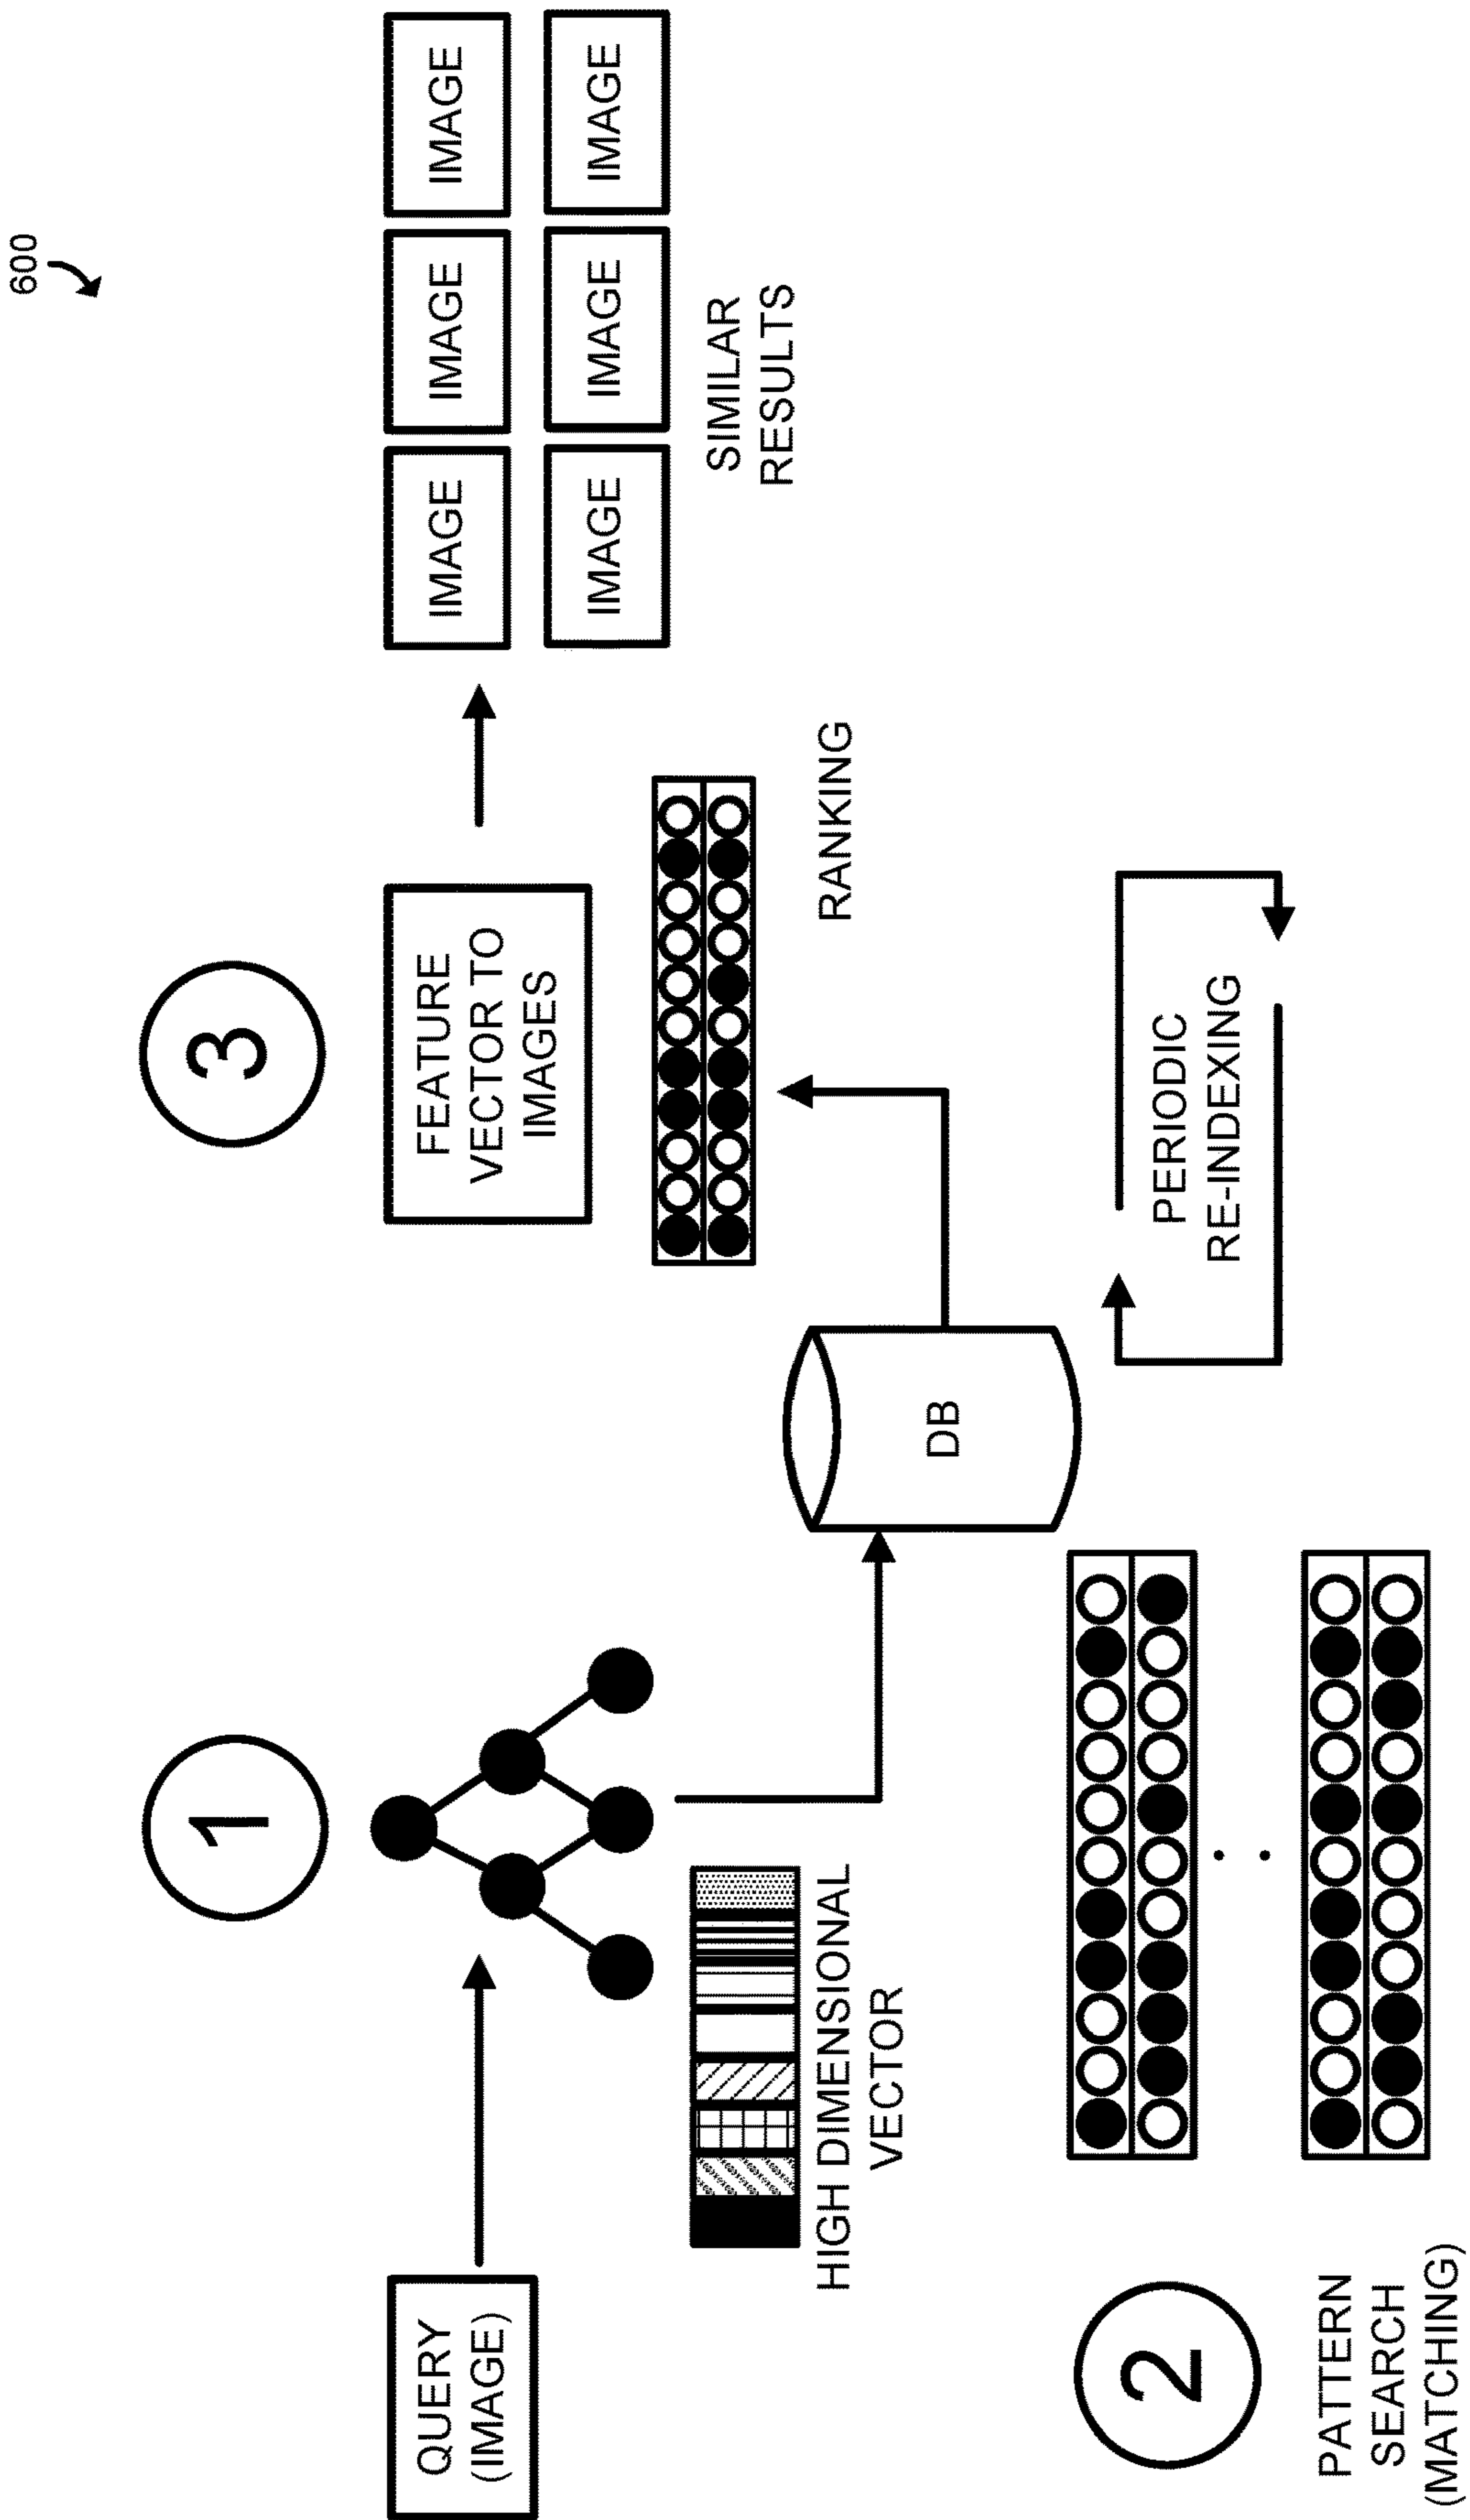 600
1
3
QUERY
(IMAGE)
FEATURE
VECTOR TO
IMAGES
IMAGE
IMAGE
IMAGE
IMAGE
IMAGE
IMAGE
SIMILAR
RESULTS
HIGH DIMENSIONAL
VECTOR
RANKING
DB
2
PATTERN
SEARCH
(MATCHING)
PERIODIC
RE-INDEXING